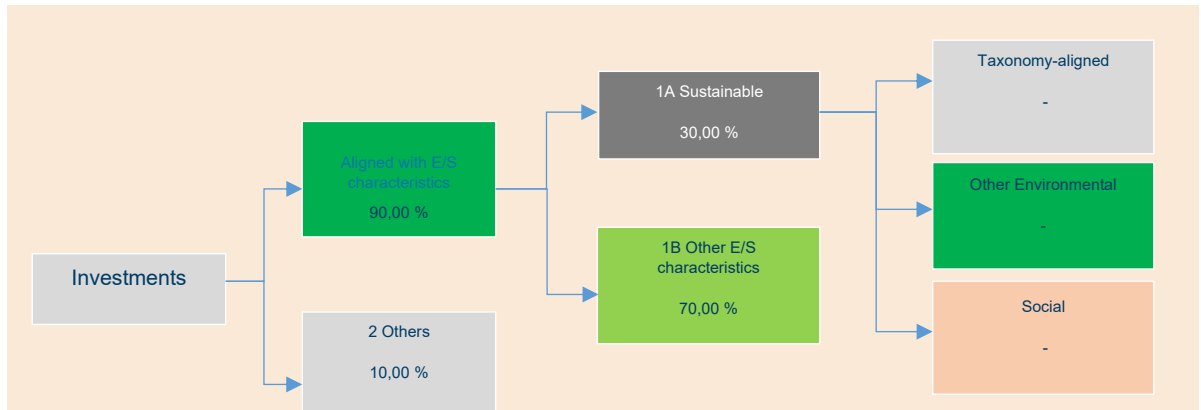 Investments
Aligned with E/S
characteristics
90,00 %
2 Others
10,00 %
1A Sustainable
30,00 %
1B Other E/S
characteristics
70,00 %
Taxonomy-aligned
-
Other Environmental
-
Social
-